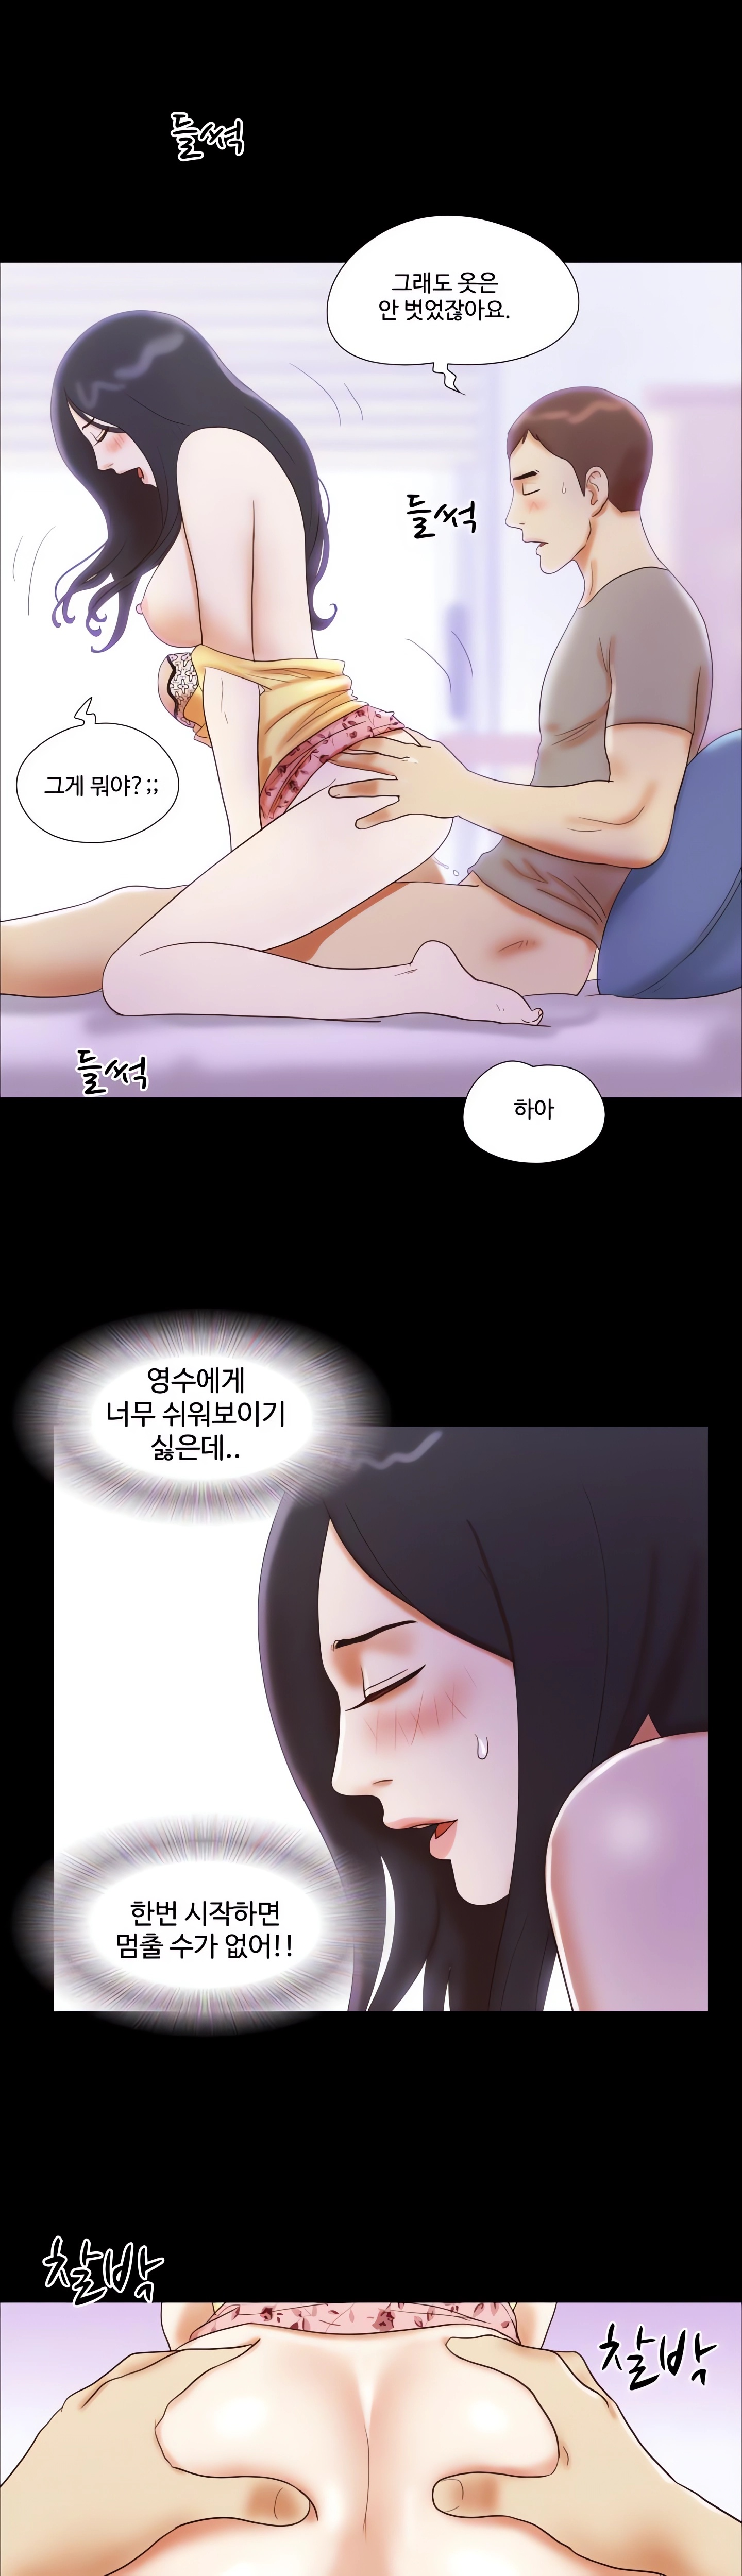 들썩
그래도 옷은
안 벗었잖아요.
들썩
그게 뭐야? ;;
들썩
하아
영수에게
너무 쉬워보이기
싫은데..
한번 시작하면
멈출 수가 없어!!
찰박
찰박